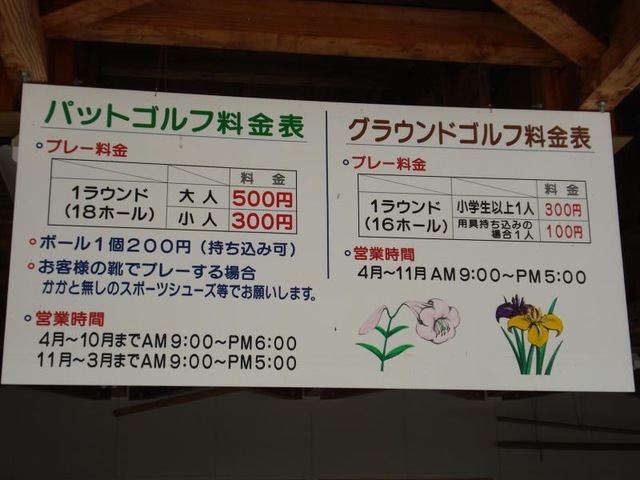 パットゴルフ料金表
プレー料金
料金
1ラウンド
(18ホール)
大人 500円
小人 300円
ボール1個200円(持ち込み可)
お客様の靴でプレーする場合
かかと無しのスポーツシューズ等でお願いします。
営業時間
4月～10月までAM9:00～PM6:00
11月～3月までAM9:00～PM5:00
グラウンドゴルフ料金表
プレー料金
料金
1ラウンド
(16ホール)
小学生以上1人 300円
用具持ち込みの
場合1人 100円
営業時間
4月～11月AM9:00～PM5:00